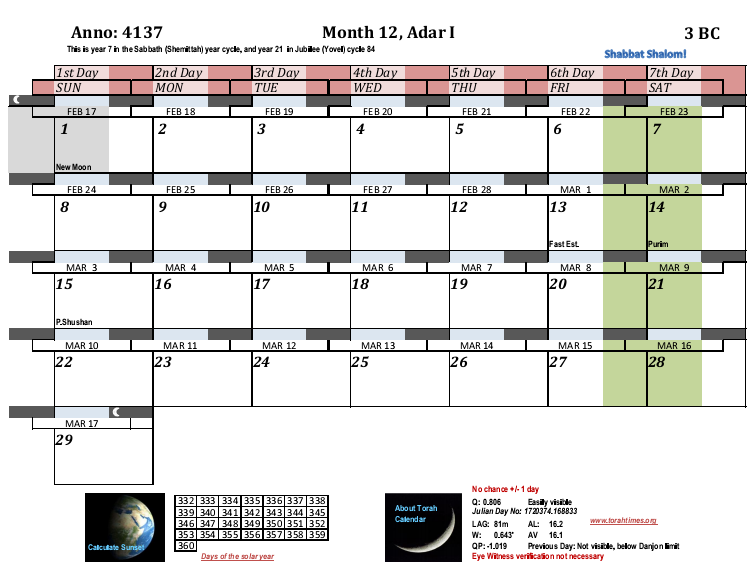 Anno: 4137 Month 12, Adar I 3 BC
This is year 7 in the Sabbath (Shemittah) year cycle, and year 21 in Jubilee (Yovel) cycle 84
Shabbat Shalom!
1st Day 2nd Day 3rd Day 4th Day 5th Day 6th Day 7th Day
SUN MON TUE WED THU FRI SAT
FEB 17 FEB 18 FEB 19 FEB 20 FEB 21 FEB 22 FEB 23
1 2 3 4 5 6 7
New Moon
FEB 24 FEB 25 FEB 26 FEB 27 FEB 28 MAR 1 MAR 2
8 9 10 11 12 13 14
Fast Est. Purim
MAR 3 MAR 4 MAR 5 MAR 6 MAR 7 MAR 8 MAR 9
15 16 17 18 19 20 21
P.Shushan
MAR 10 MAR 11 MAR 12 MAR 13 MAR 14 MAR 15 MAR 16
22 23 24 25 26 27 28
MAR 17
29
Calculate Sunset
332 333 334 335 336 337 338
339 340 341 342 343 344 345
346 347 348 349 350 351 352
353 354 355 356 357 358 359
360
Days of the solar year
About Torah
Calendar
No chance +/- 1 day
Q: 0.806 Easily visible
Julian Day No: 1720374.168833
LAG: 81m AL: 16.2
W: 0.643' AV 16.1
QP: -1.019 Previous Day: Not visible, below Danjon limit
Eye Witness verification not necessary
www.torahtimes.org